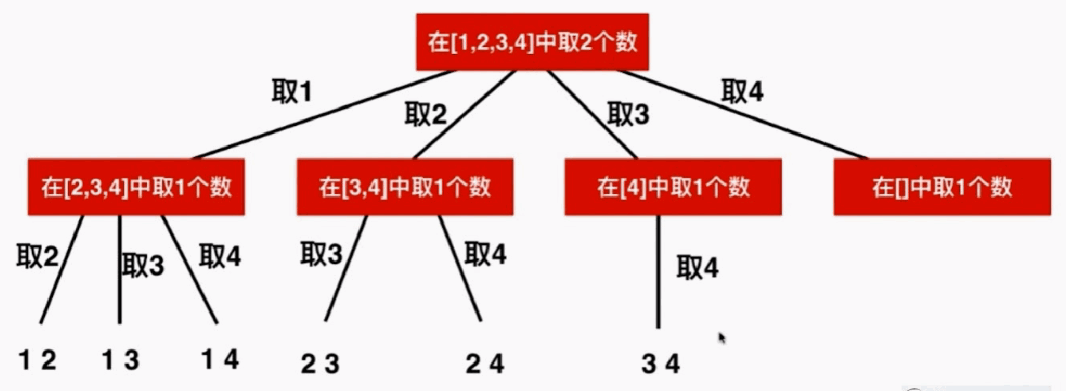 在[1,2,3,4]中取2个数
取1
取2
取3
取4
在[2,3,4]中取1个数
在[3,4]中取1个数
在[4]中取1个数
在[]中取1个数
取2
取3
取4
取3
取4
取4
1 2
1 3
1 4
2 3
2 4
3 4